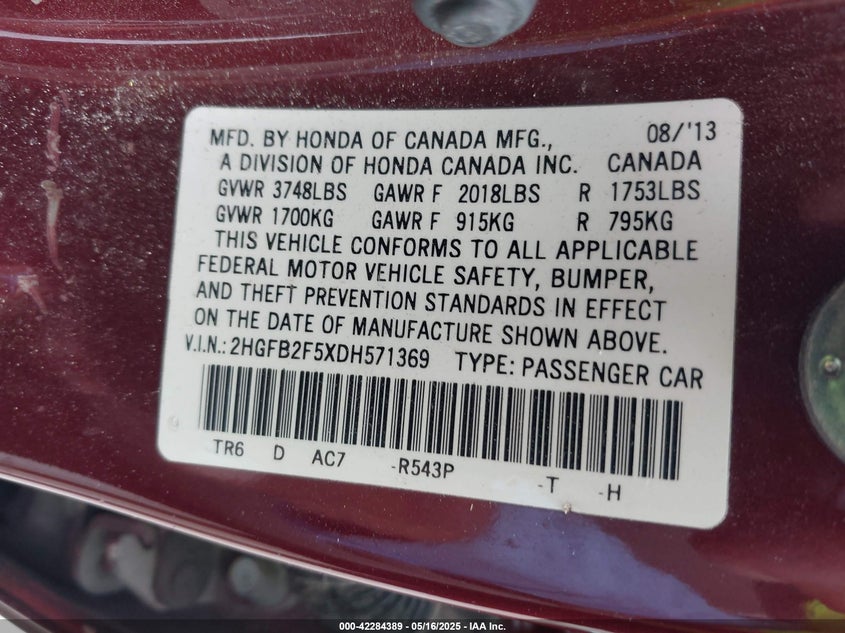 MFD. BY HONDA OF CANADA MFG., 08/'13
A DIVISION OF HONDA CANADA INC. CANADA
GVWR 3748LBS GAWR F 2018LBS R 1753LBS
GVWR 1700KG GAWR F 915KG R 795KG
THIS VEHICLE CONFORMS TO ALL APPLICABLE
FEDERAL MOTOR VEHICLE SAFETY, BUMPER,
AND THEFT PREVENTION STANDARDS IN EFFECT
ON THE DATE OF MANUFACTURE SHOWN ABOVE.
V.I.N.: 2HGFB2F5XDH571369 TYPE: PASSENGER CAR
TR6 D AC7 -R543P -T -H
000-42284389 - 05/16/2025 - IAA Inc.